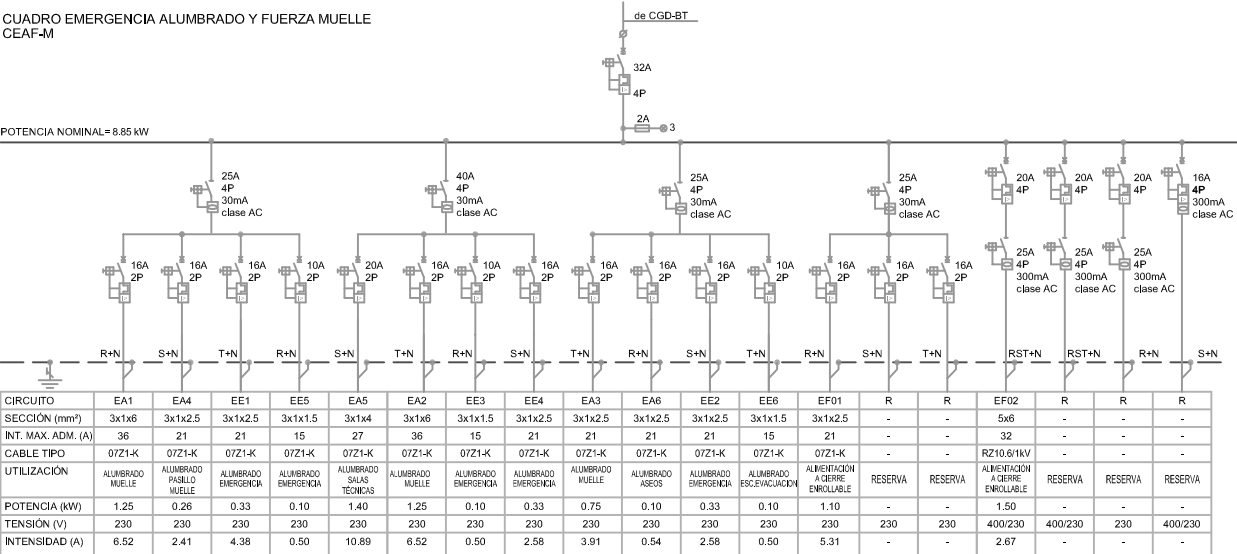 CUADRO EMERGENCIA ALUMBRADO Y FUERZA MUELLE
CEAF-M
de CGD-BT
32A
4P
2A
3
POTENCIA NOMINAL= 8.85 kW
25A
4P
30mA
clase AC
40A
4P
30mA
clase AC
25A
4P
30mA
clase AC
25A
4P
30mA
clase AC
20A
4P
20A
4P
20A
4P
16A
4P
300mA
clase AC
25A
4P
300mA
clase AC
25A
4P
300mA
clase AC
25A
4P
300mA
clase AC
16A
2P
16A
2P
16A
2P
10A
2P
20A
2P
16A
2P
10A
2P
16A
2P
16A
2P
16A
2P
16A
2P
10A
2P
16A
2P
16A
2P
16A
2P
R+N S+N T+N R+N S+N T+N R+N S+N T+N R+N S+N T+N R+N S+N T+N RST+N RST+N R+N S+N
CIRCUITO EA1 EA4 EE1 EE5 EA5 EA2 EE3 EE4 EA3 EA6 EE2 EE6 EF01 R R EF02 R R R
SECCIÓN (mm²) 3x1x6 3x1x2.5 3x1x2.5 3x1x1.5 3x1x4 3x1x6 3x1x1.5 3x1x2.5 3x1x2.5 3x1x2.5 3x1x2.5 3x1x1.5 3x1x2.5 - - 5x6 - - -
INT. MAX. ADM. (A) 36 21 21 15 27 36 15 21 21 21 21 15 21 - - 32 - - -
CABLE TIPO 07Z1-K 07Z1-K 07Z1-K 07Z1-K 07Z1-K 07Z1-K 07Z1-K 07Z1-K 07Z1-K 07Z1-K 07Z1-K 07Z1-K 07Z1-K - - RZ10.6/1kV - - -
UTILIZACIÓN
ALUMBRADO
MUELLE
ALUMBRADO
PASILLO
MUELLE
ALUMBRADO
EMERGENCIA
ALUMBRADO
EMERGENCIA
ALUMBRADO
SALAS
TÉCNICAS
ALUMBRADO
MUELLE
ALUMBRADO
EMERGENCIA
ALUMBRADO
EMERGENCIA
ALUMBRADO
MUELLE
ALUMBRADO
ASEOS
ALUMBRADO
EMERGENCIA
ALUMBRADO
ESC.EVACUACION
ALIMENTACIÓN
A CIERRE
ENROLLABLE
RESERVA
RESERVA
ALIMENTACIÓN
A CIERRE
ENROLLABLE
RESERVA
RESERVA
RESERVA
POTENCÍA (kW) 1.25 0.26 0.33 0.10 1.40 1.25 0.10 0.33 0.75 0.10 0.33 0.10 1.10 - - 1.50 - - -
TENSIÓN (V) 230 230 230 230 230 230 230 230 230 230 230 230 230 230 230 400/230 400/230 230 400/230
INTENSIDAD (A) 6.52 2.41 4.38 0.50 10.89 6.52 0.50 2.58 3.91 0.54 2.58 0.50 5.31 - - 2.67 - - -